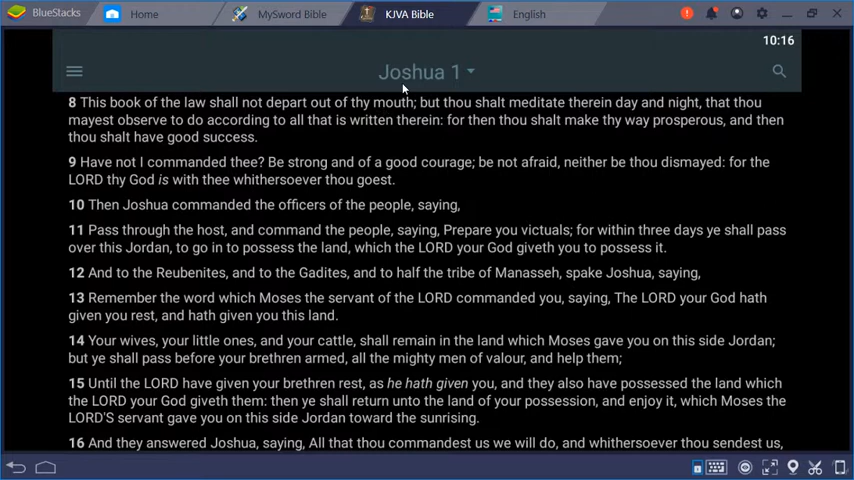 BlueStacks
Home
MySword Bible
KJVA Bible
English
10:16
Joshua 1
8 This book of the law shall not depart out of thy mouth; but thou shalt meditate therein day and night, that thou
mayest observe to do according to all that is written therein: for then thou shalt make thy way prosperous, and then
thou shalt have good success.
9 Have not I commanded thee? Be strong and of a good courage; be not afraid, neither be thou dismayed: for the
LORD thy God is with thee whithersoever thou goest.
10 Then Joshua commanded the officers of the people, saying,
11 Pass through the host, and command the people, saying, Prepare you victuals; for within three days ye shall pass
over this Jordan, to go in to possess the land, which the LORD your God giveth you to possess it.
12 And to the Reubenites, and to the Gadites, and to half the tribe of Manasseh, spake Joshua, saying,
13 Remember the word which Moses the servant of the LORD commanded you, saying, The LORD your God hath
given you rest, and hath given you this land.
14 Your wives, your little ones, and your cattle, shall remain in the land which Moses gave you on this side Jordan;
but ye shall pass before your brethren armed, all the mighty men of valour, and help them;
15 Until the LORD have given your brethren rest, as he hath given you, and they also have possessed the land which
the LORD your God giveth them: then ye shall return unto the land of your possession, and enjoy it, which Moses the
LORD'S servant gave you on this side Jordan toward the sunrising.
16 And they answered Joshua, saying, All that thou commandest us we will do, and whithersoever thou sendest us,